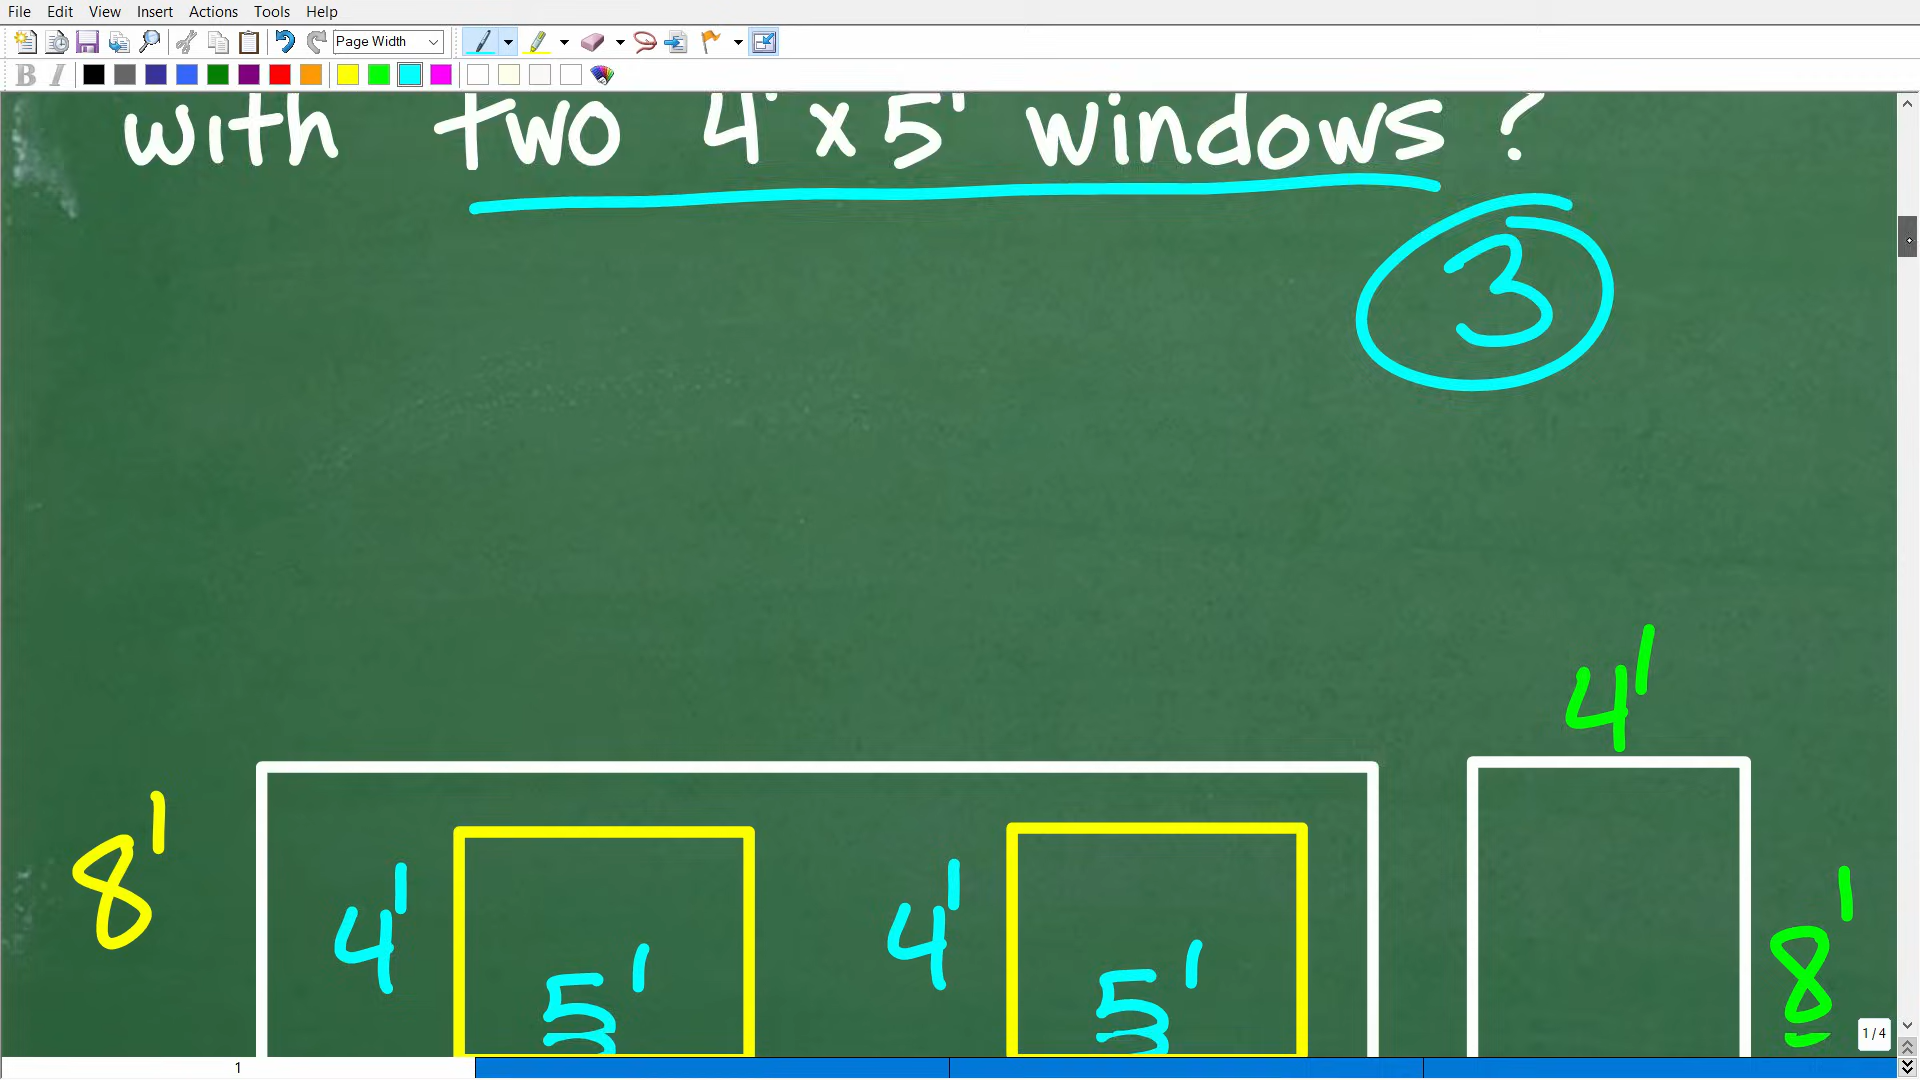 File Edit View Insert Actions Tools Help
Page Width
B I
with two 4' x 5' windows ?
3
4'
8'
4'
5'
4'
5'
8'
1 / 4
1